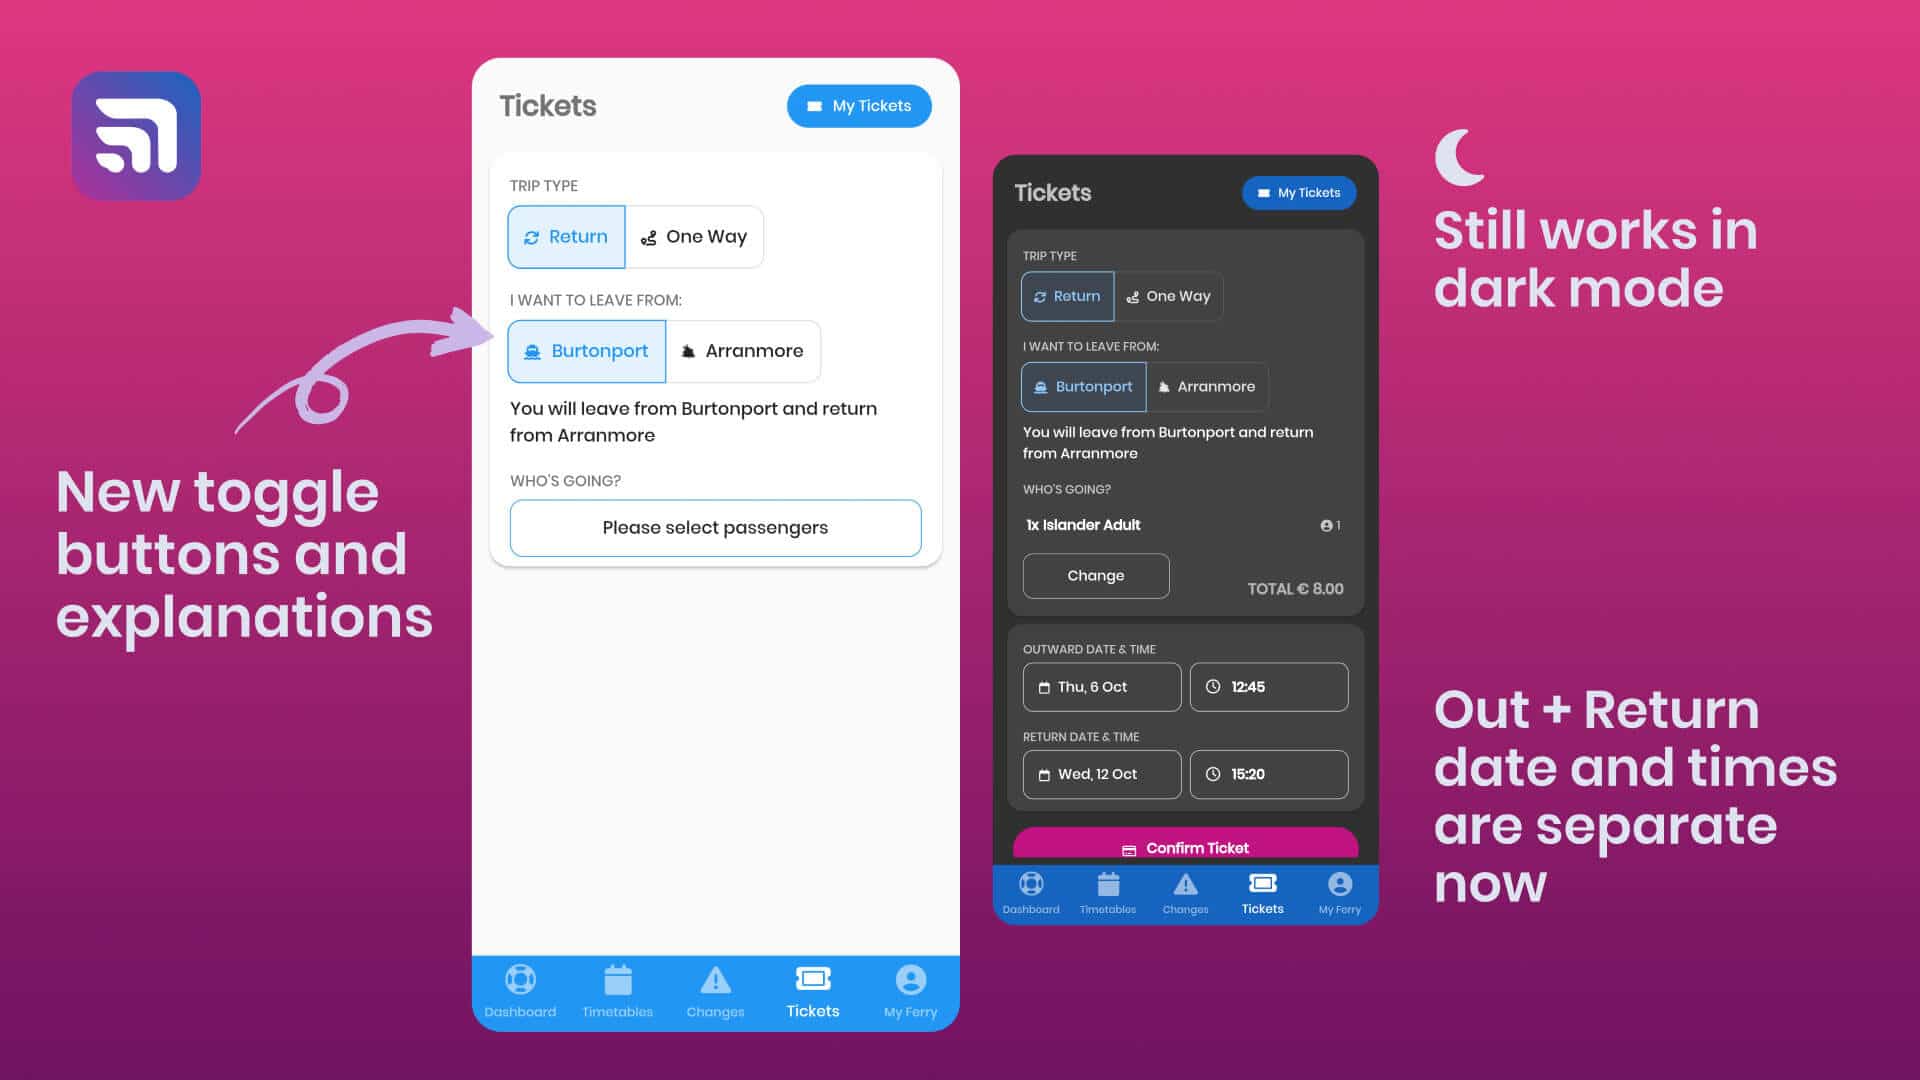 New toggle
buttons and
explanations
Tickets
My Tickets
TRIP TYPE
Return
One Way
I WANT TO LEAVE FROM:
Burtonport
Arranmore
You will leave from Burtonport and return
from Arranmore
WHO'S GOING?
Please select passengers
Dashboard
Timetables
Changes
Tickets
My Ferry
Tickets
My Tickets
TRIP TYPE
Return
One Way
I WANT TO LEAVE FROM:
Burtonport
Arranmore
You will leave from Burtonport and return
from Arranmore
WHO'S GOING?
1x Islander Adult
1
Change
TOTAL € 8.00
OUTWARD DATE & TIME
Thu, 6 Oct
12:45
RETURN DATE & TIME
Wed, 12 Oct
15:20
Confirm Ticket
Dashboard
Timetables
Changes
Tickets
My Ferry
Still works in
dark mode
Out + Return
date and times
are separate
now